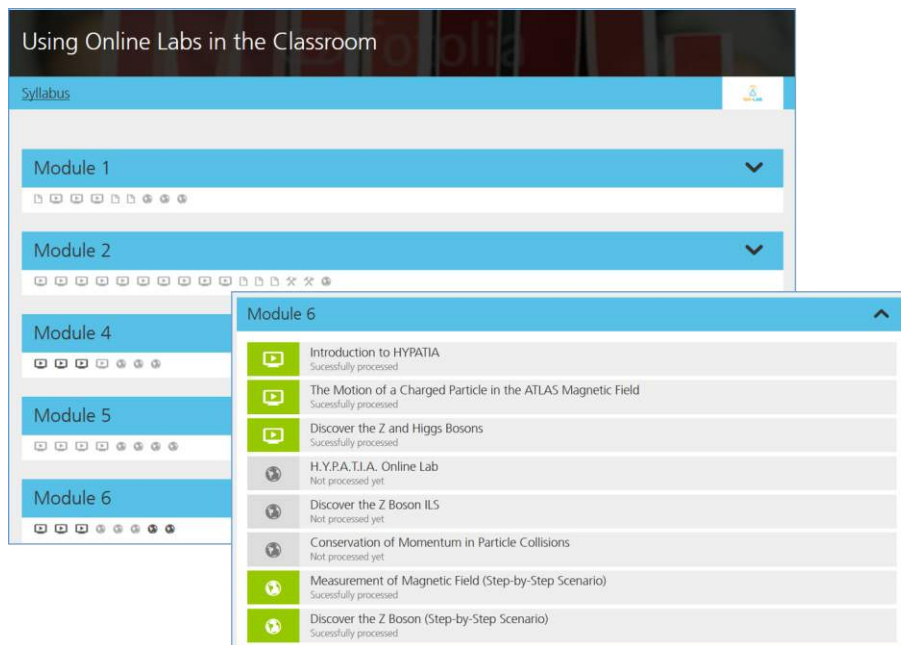 Using Online Labs in the Classroom
Syllabus
Module 1
Module 2
Module 4
Module 5
Module 6
Module 6
Introduction to HYPATIA
Sucessfully processed
The Motion of a Charged Particle in the ATLAS Magnetic Field
Sucessfully processed
Discover the Z and Higgs Bosons
Sucessfully processed
H.Y.P.A.T.I.A. Online Lab
Not processed yet
Discover the Z Boson ILS
Not processed yet
Conservation of Momentum in Particle Collisions
Not processed yet
Measurement of Magnetic Field (Step-by-Step Scenario)
Sucessfully processed
Discover the Z Boson (Step-by-Step Scenario)
Sucessfully processed